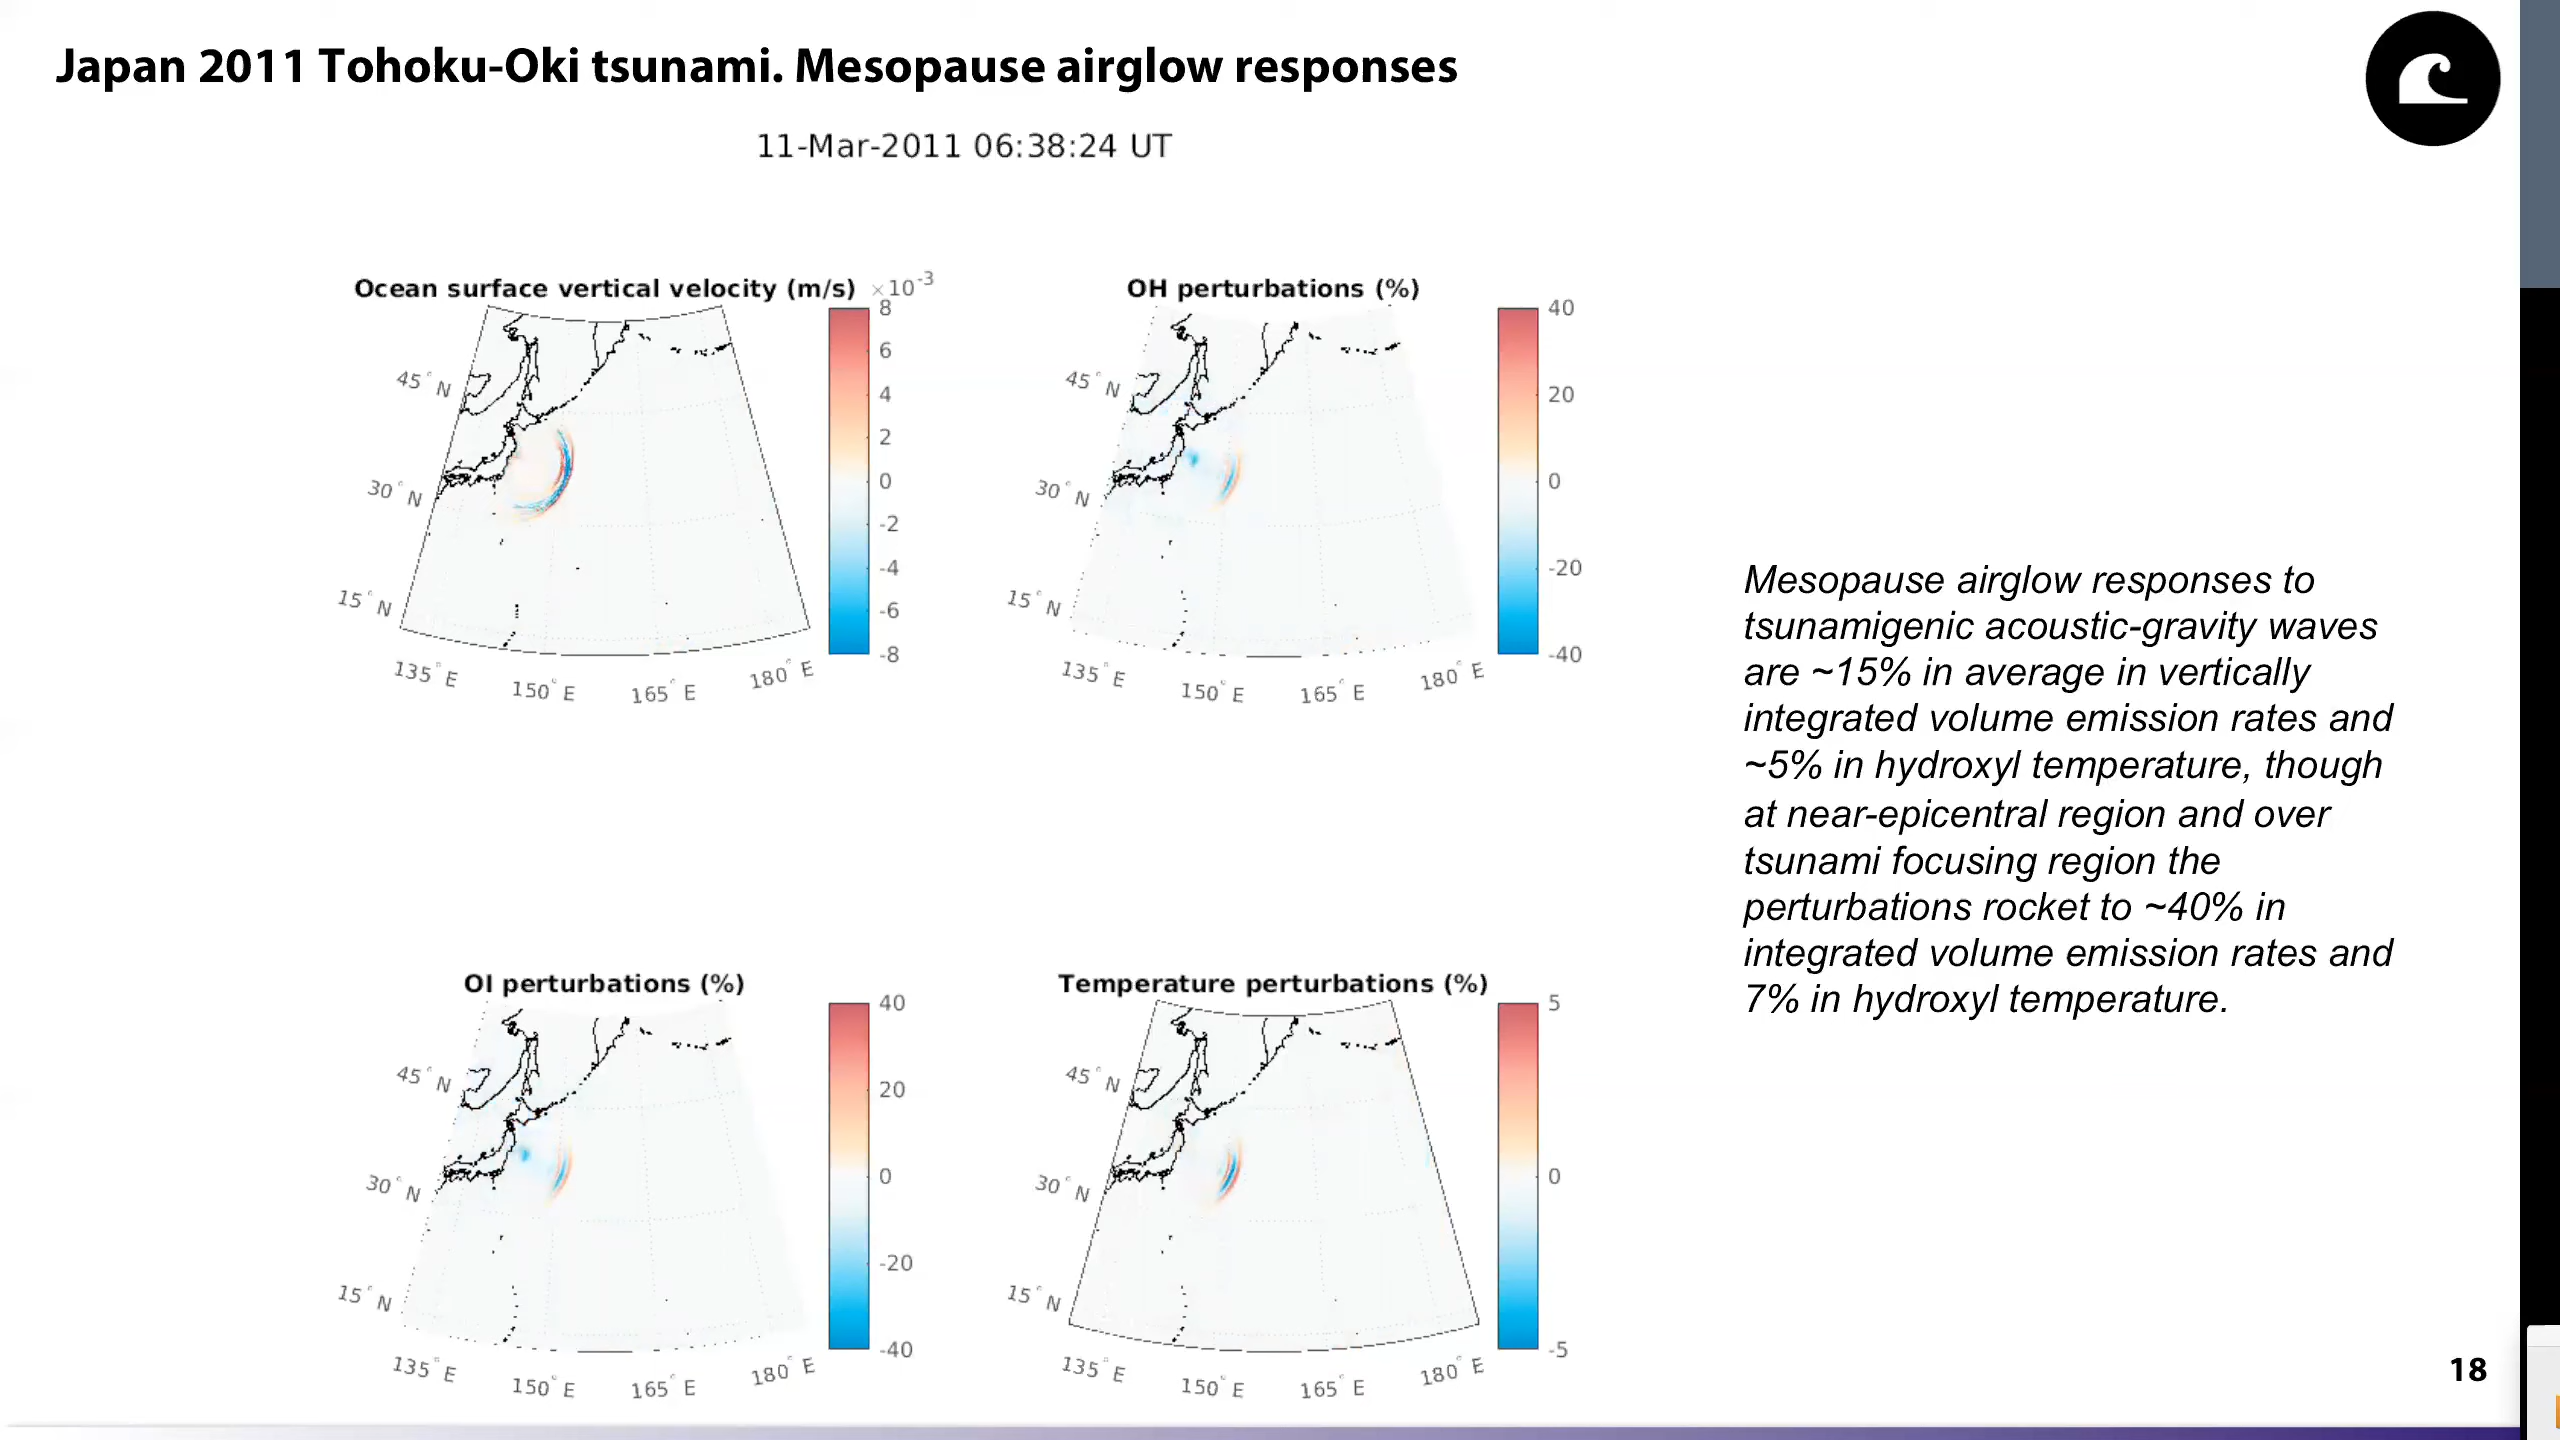 Japan 2011 Tohoku-Oki tsunami. Mesopause airglow responses
11-Mar-2011 06:38:24 UT
Ocean surface vertical velocity (m/s) ×10-3
8
6
4
2
0
-2
-4
-6
-8
45° N
30° N
15° N
135° E
150° E
165° E
180° E
OH perturbations (%)
40
20
0
-20
-40
45° N
30° N
15° N
135° E
150° E
165° E
180° E
OI perturbations (%)
40
20
0
-20
-40
45° N
30° N
15° N
135° E
150° E
165° E
180° E
Temperature perturbations (%)
5
0
-5
45° N
30° N
15° N
135° E
150° E
165° E
180° E
Mesopause airglow responses to
tsunamigenic acoustic-gravity waves
are ~15% in average in vertically
integrated volume emission rates and
~5% in hydroxyl temperature, though
at near-epicentral region and over
tsunami focusing region the
perturbations rocket to ~40% in
integrated volume emission rates and
7% in hydroxyl temperature.
18